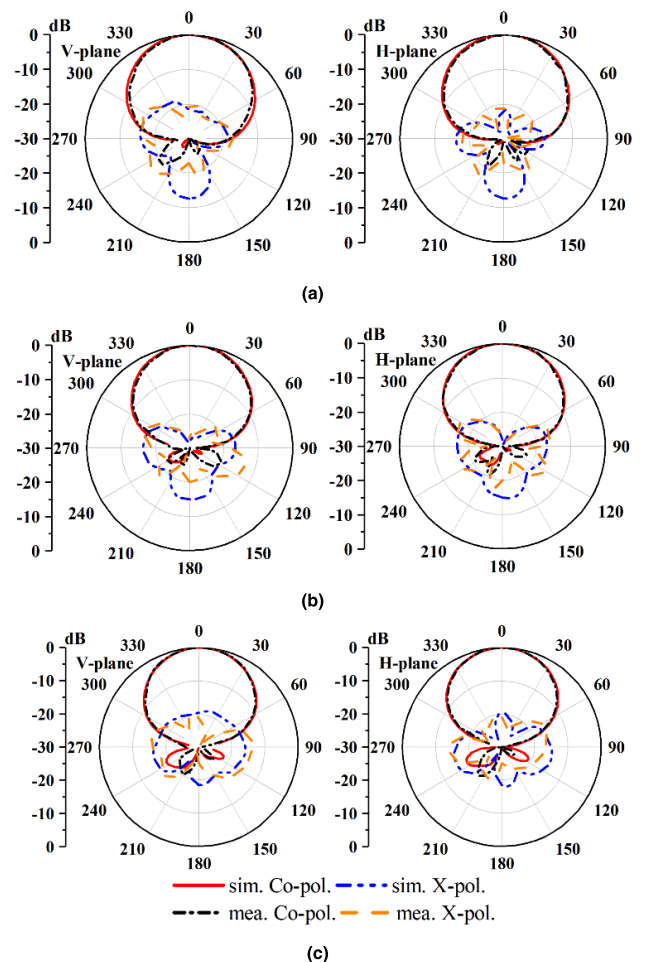 dB 0 dB 0
0 330 30 0 330 30
V-plane H-plane
-10 300 60 -10 300 60
-20 -20
-30 270 90 -30 270 90
-20 -20
240 120 240 120
-10 -10
210 150 210 150
0 180 0 180
(a)
dB 0 dB 0
0 330 30 0 330 30
V-plane H-plane
-10 300 60 -10 300 60
-20 -20
-30 270 90 -30 270 90
-20 -20
240 120 240 120
-10 -10
210 150 210 150
0 180 0 180
(b)
dB 0 dB 0
0 330 30 0 330 30
V-plane H-plane
-10 300 60 -10 300 60
-20 -20
-30 270 90 -30 270 90
-20 -20
240 120 240 120
-10 -10
210 150 210 150
0 180 0 180
sim. Co-pol. sim. X-pol.
mea. Co-pol. mea. X-pol.
(c)